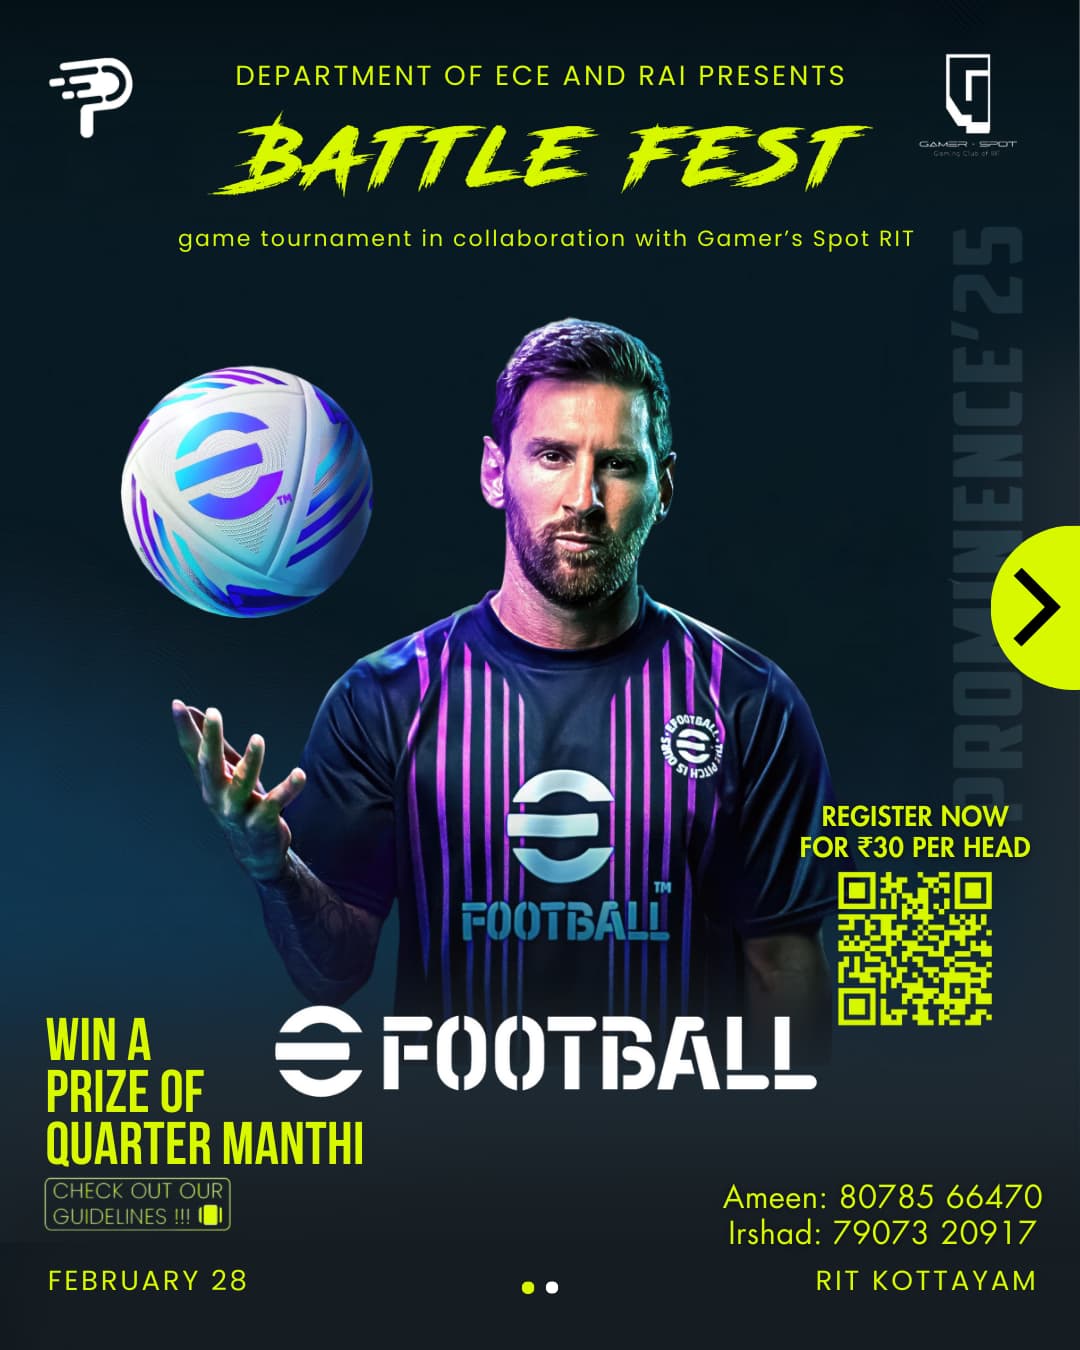 DEPARTMENT OF ECE AND RAI PRESENTS
BATTLE FEST
GAMER - SPOT
Gaming Club of RIT
game tournament in collaboration with Gamer's Spot RIT
PROMINENCE'25
TM
EFOOTBALL • THE PITCH IS OURS •
TM
FOOTBALL
REGISTER NOW
FOR ₹30 PER HEAD
FOOTBALL
WIN A
PRIZE OF
QUARTER MANTHI
CHECK OUT OUR
GUIDELINES !!!
Ameen: 80785 66470
Irshad: 79073 20917
FEBRUARY 28
RIT KOTTAYAM